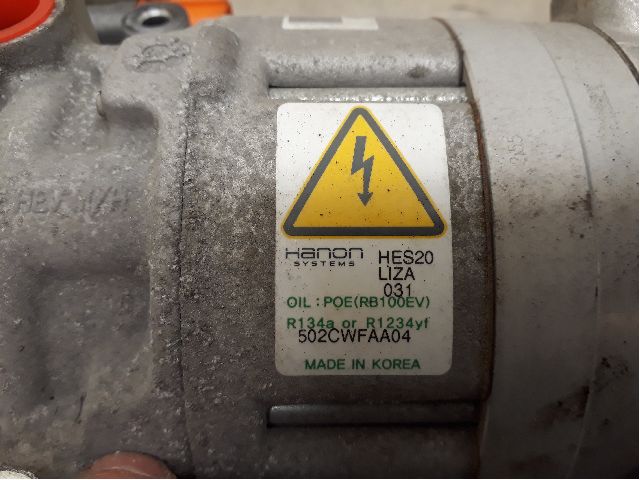 Hanon
SYSTEMS
HES20
LIZA
031
OIL : POE(RB100EV)
R134a or R1234yf
502CWFAA04
MADE IN KOREA